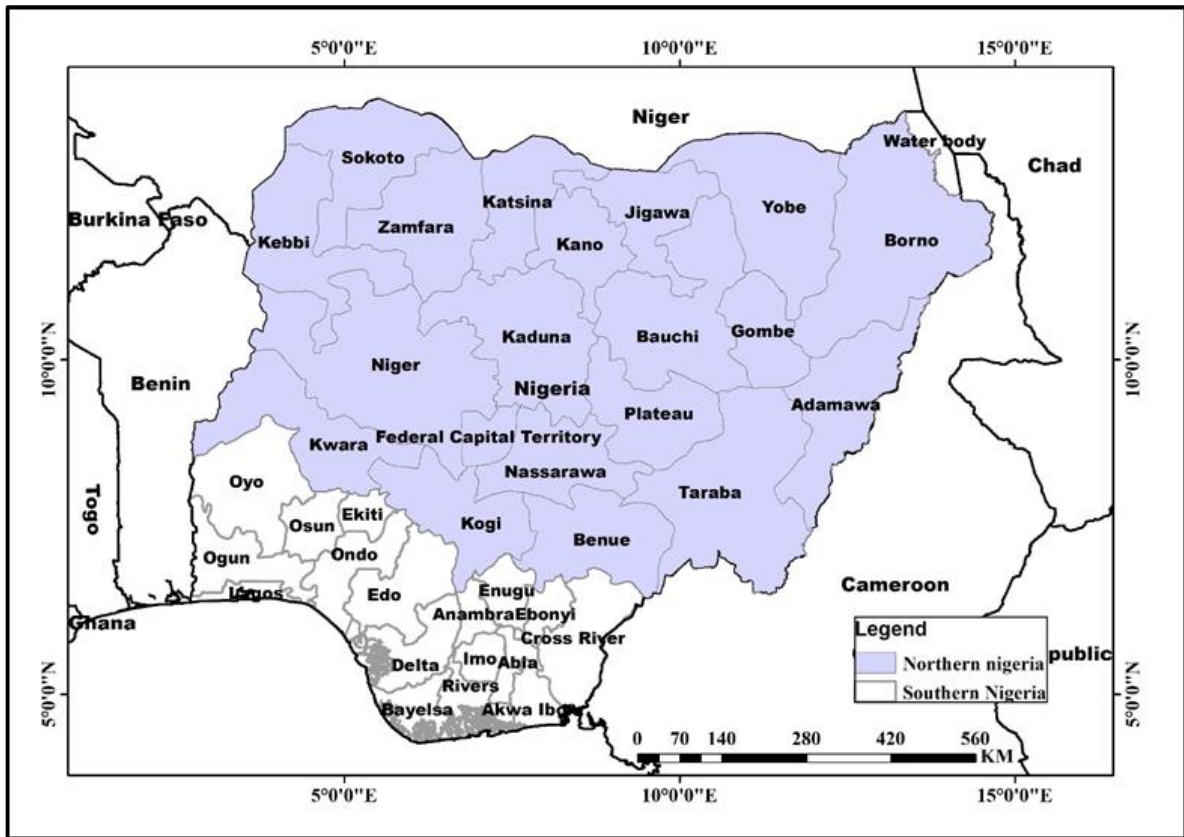 5°0'0"E 10°0'0"E 15°0'0"E
Niger
Water body
Chad
Sokoto
Katsina
Jigawa
Yobe
Burkina Faso
Zamfara
Kebbi
Kano
Borno
10°0'0"N
Kaduna
Bauchi
Gombe
10°0'0"N
Niger
Benin
Nigeria
Plateau
Adamawa
Kwara
Federal Capital Territory
Nassarawa
Oyo
Taraba
Togo
Osun
Ekiti
Kogi
Benue
Ogun
Ondo
Cameroon
Lagos
Edo
Enugu
Ghana
Anambra
Ebonyi
Cross River
Legend
Imo
Abia
Delta
Northern nigeria
public
5°0'0"N
Rivers
Southern Nigeria
5°0'0"N
Bayelsa
Akwa Ibo
0 70 140 280 420 560
KM
5°0'0"E 10°0'0"E 15°0'0"E